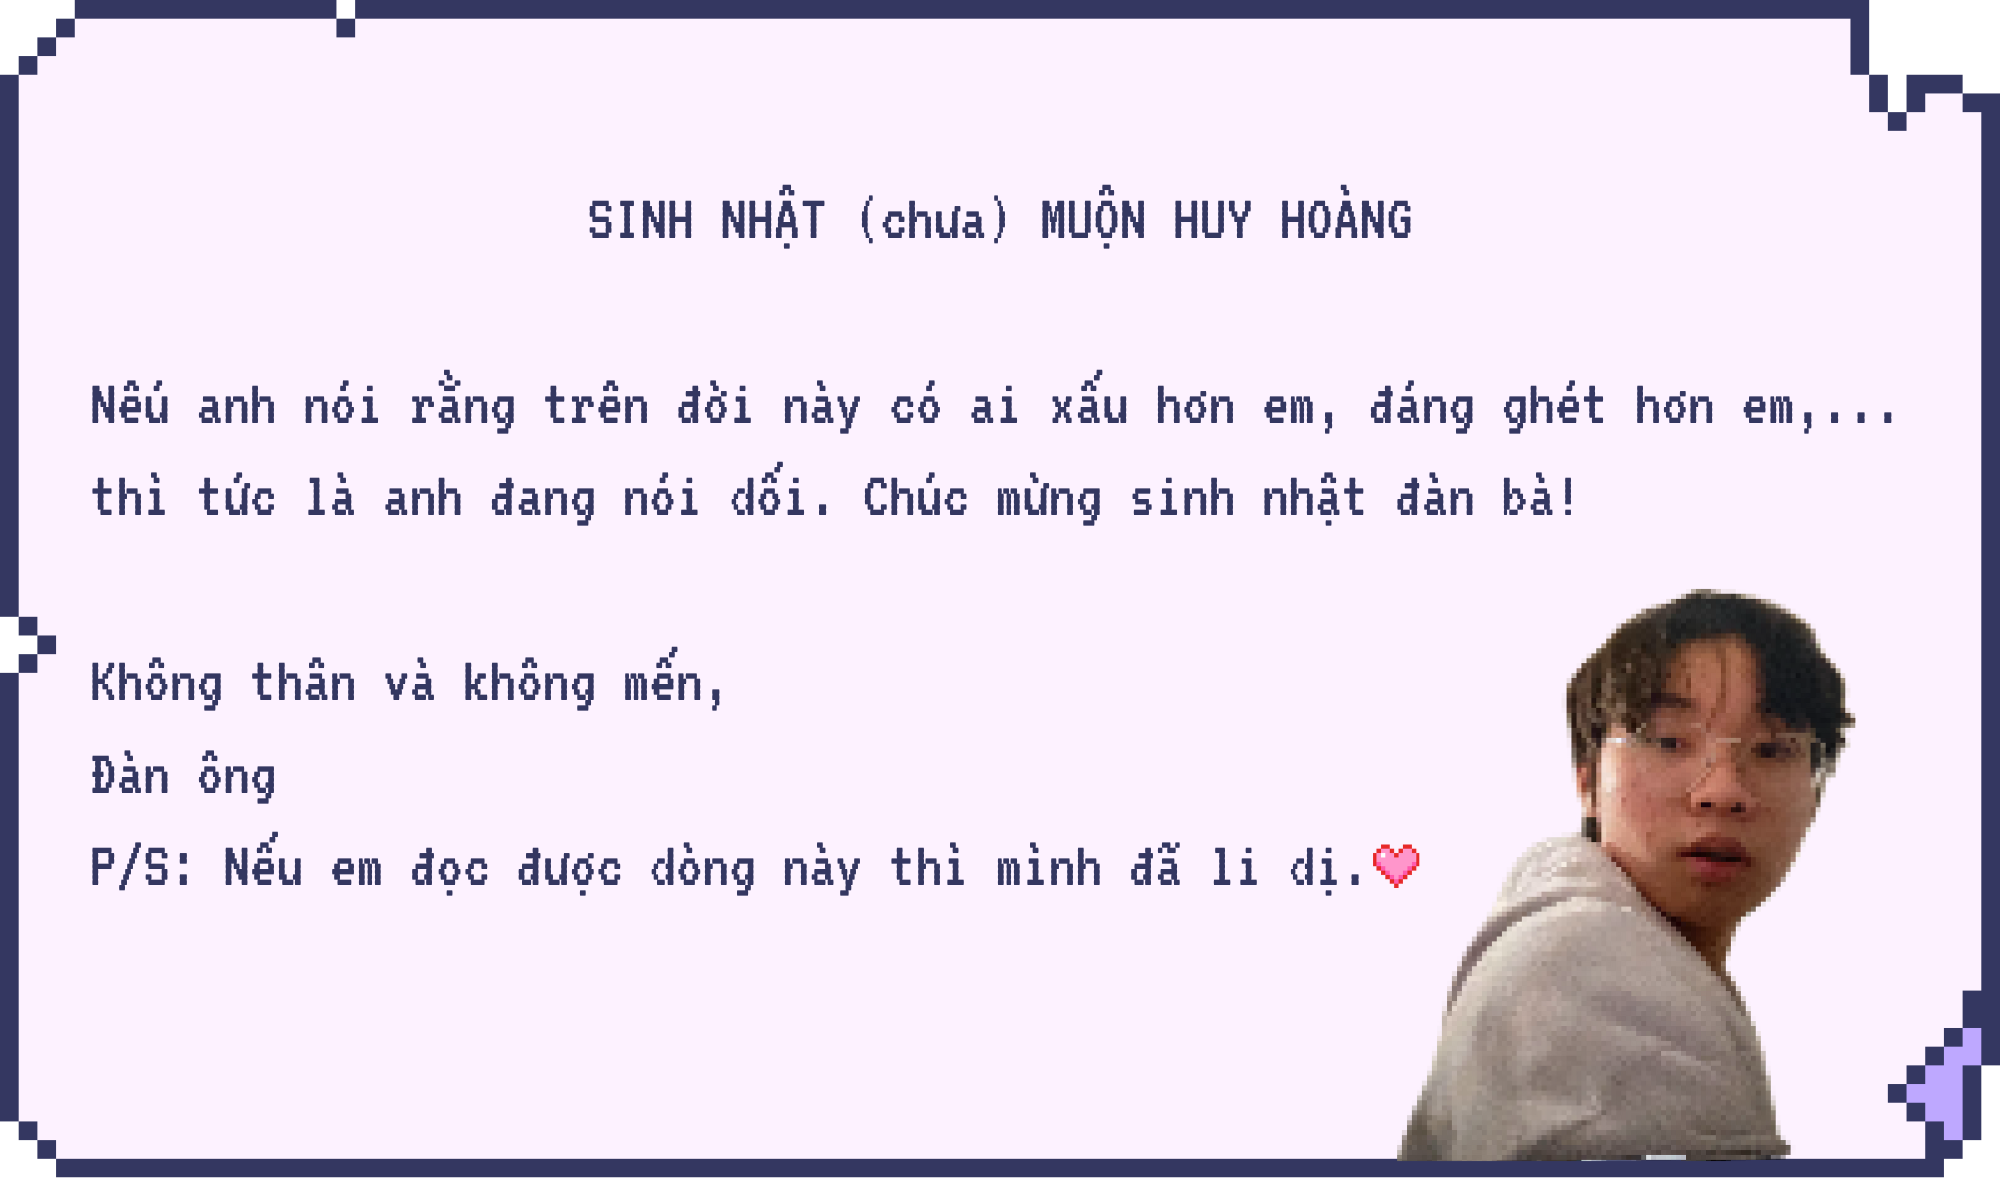 SINH NHẬT (chưa) MUỘN HUY HOÀNG
Nêú anh nói rằng trên đời này có ai xấu hơn em, đáng ghét hơn em,...
thì tức là anh đang nói dối. Chúc mừng sinh nhật đàn bà!
Không thân và không mến,
Đàn ông
P/S: Nếu em đọc được dòng này thì mình đã li dị.